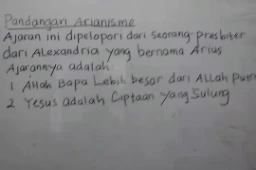 Pandangan Arianisme
Ajaran ini dipelopori dari seorang presbiter
dari Alexandria yang bernama Arius
Ajarannya adalah:
1 Allah Bapa Lebih besar dari Allah Putr
2 Yesus adalah Ciptaan yang Sulung